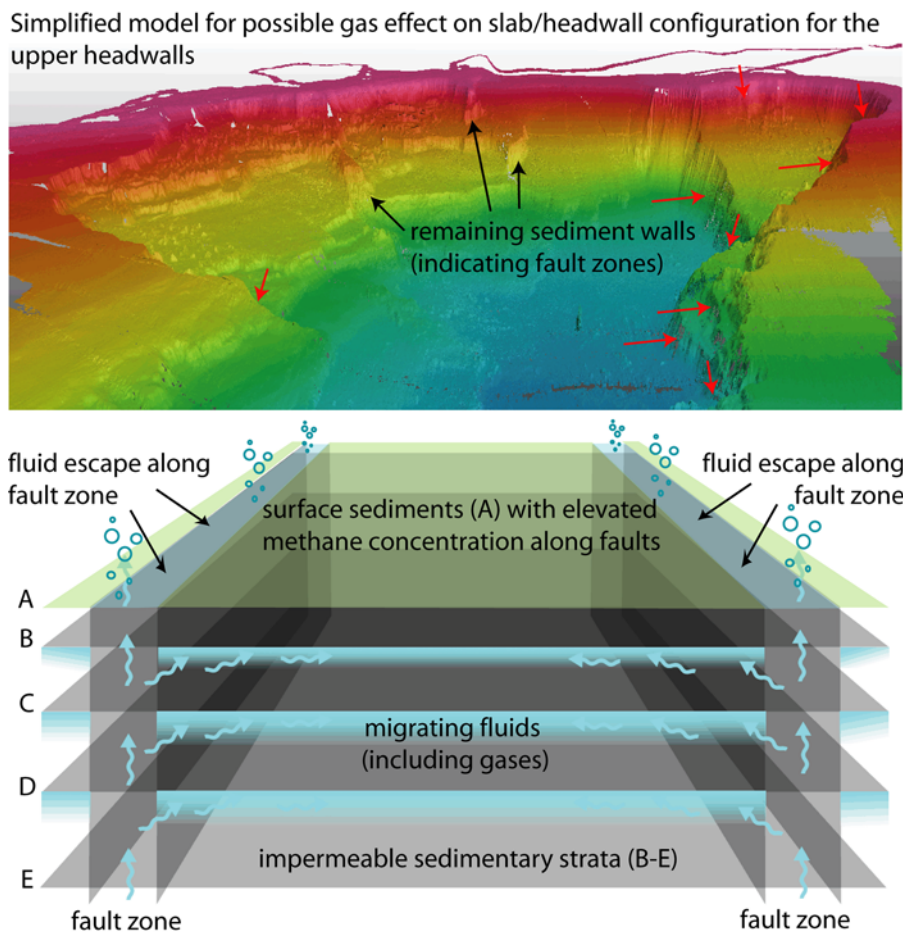 Simplified model for possible gas effect on slab/headwall configuration for the
upper headwalls
remaining sediment walls
(indicating fault zones)
fluid escape along
fault zone
fluid escape along
fault zone
surface sediments (A) with elevated
methane concentration along faults
A
B
C
migrating fluids
(including gases)
D
impermeable sedimentary strata (B-E)
E
fault zone
fault zone